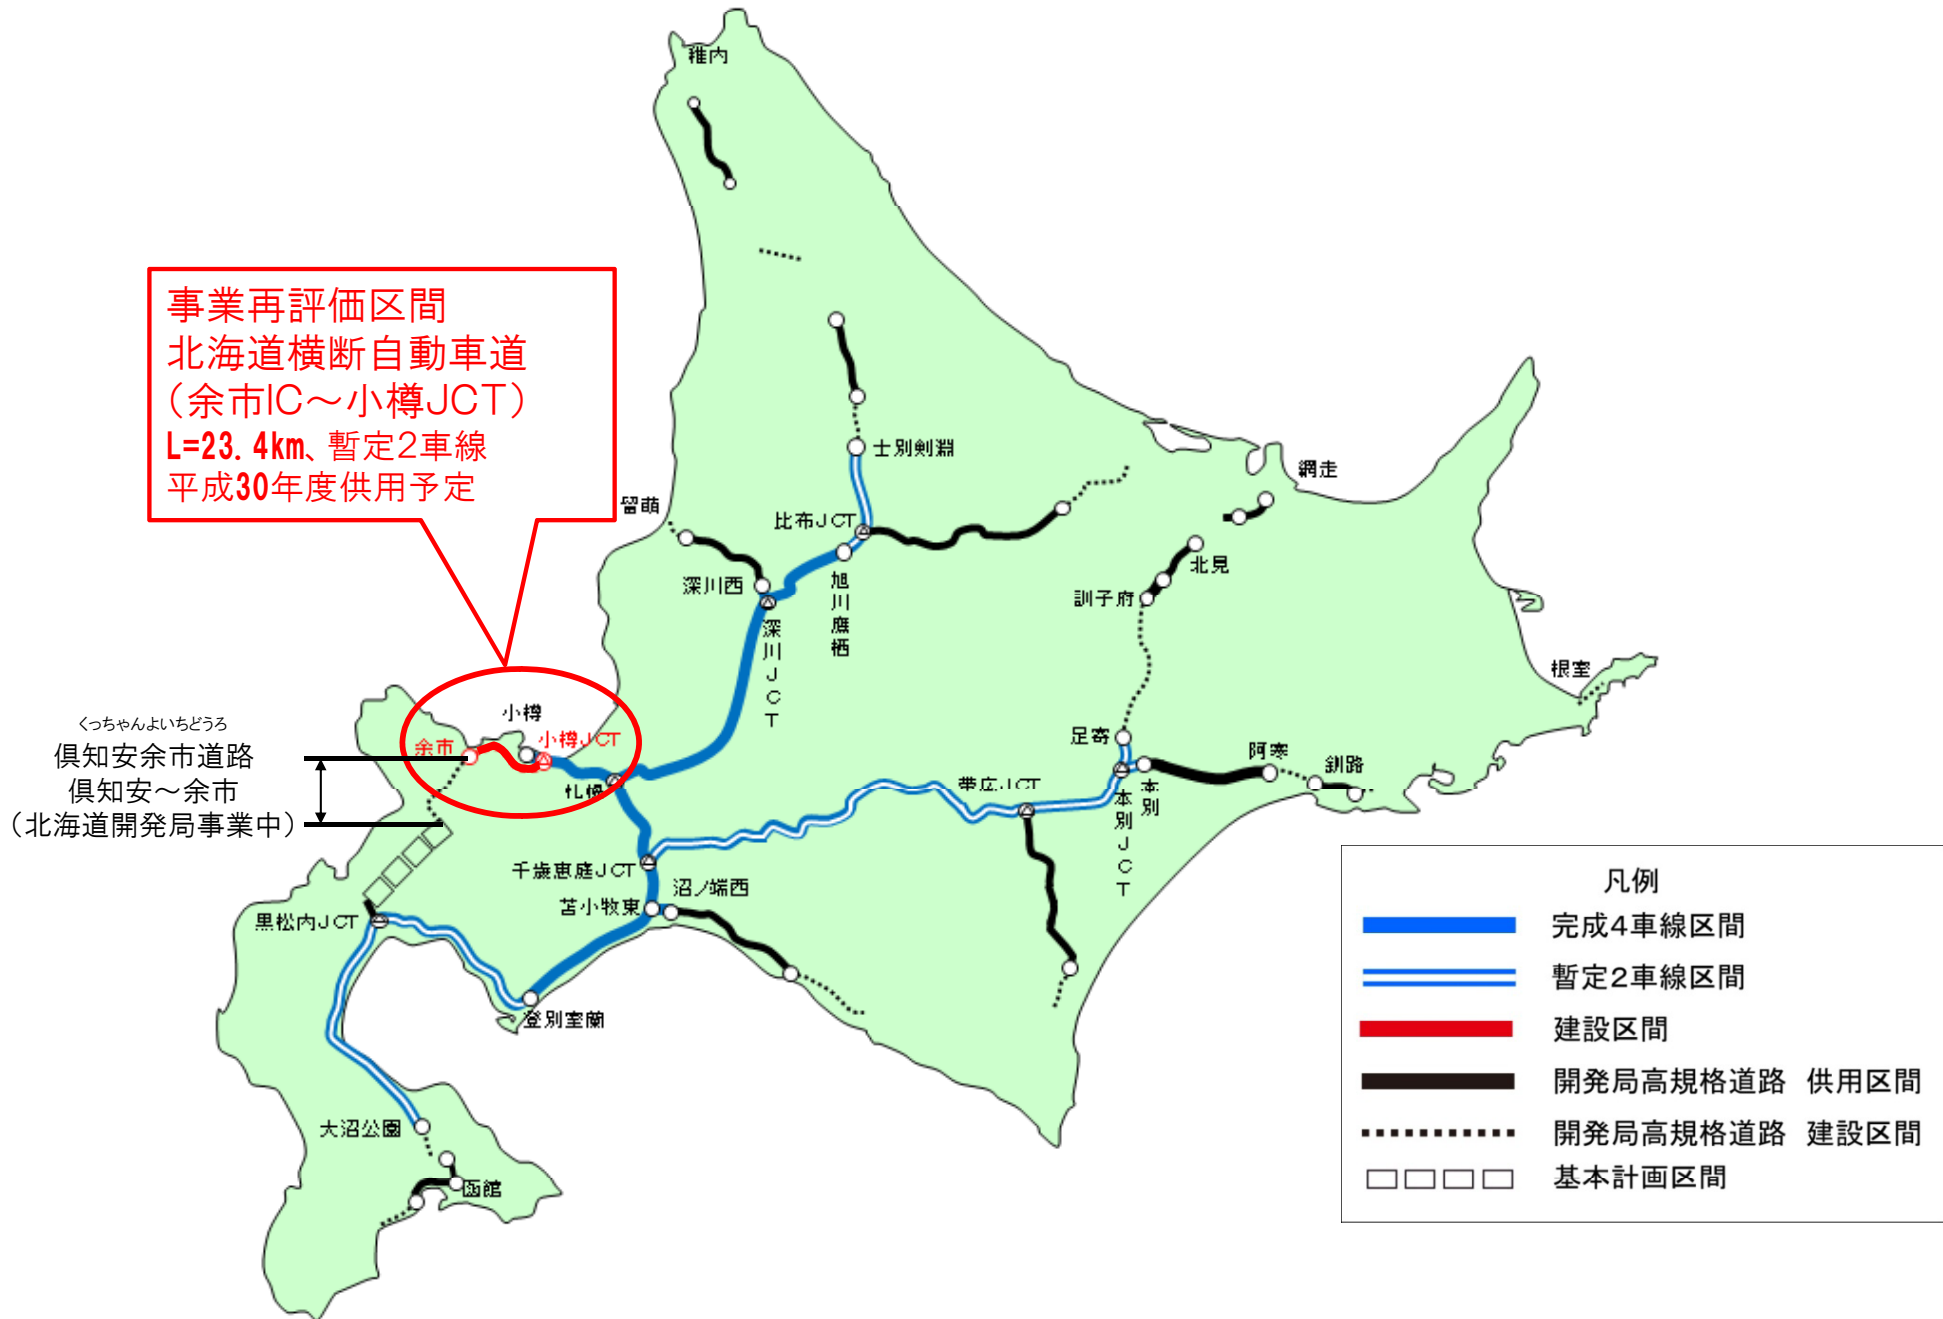 稚内
事業再評価区間
北海道横断自動車道
（余市IC～小樽JCT）
L=23.4km、暫定2車線
平成30年度供用予定
士別剣淵
網走
留萌
比布JCT
北見
深川西
旭川鷹栖
訓子府
深川JCT
根室
小樽
くっちゃんよいちどうろ
倶知安余市道路
倶知安～余市
（北海道開発局事業中）
余市
小樽JCT
足寄
阿寒
釧路
札幌
帯広JCT
本別
本別JCT
千歳恵庭JCT
沼ノ端西
苫小牧東
黒松内JCT
登別室蘭
大沼公園
函館
凡例
完成4車線区間
暫定2車線区間
建設区間
開発局高規格道路　供用区間
開発局高規格道路　建設区間
基本計画区間